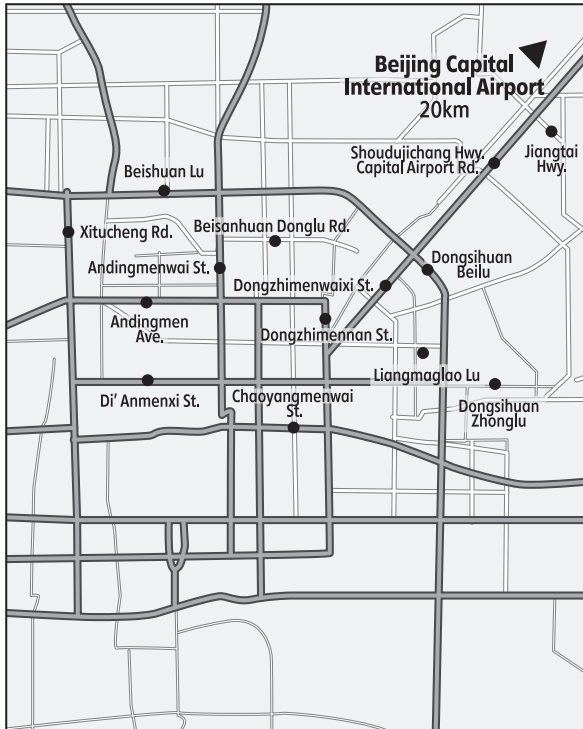 Beijing Capital
International Airport
20km
Shoudujichang Hwy.
Capital Airport Rd.
Jiangtai
Hwy.
Beishuan Lu
Xitucheng Rd.
Beisanhuan Donglu Rd.
Andingmenwai St.
Dongsihuan
Beilu
Dongzhimenwaixi St.
Andingmen
Ave.
Dongzhimennan St.
Liangmaglao Lu
Di' Anmenxi St.
Chaoyangmenwai
St.
Dongsihuan
Zhonglu